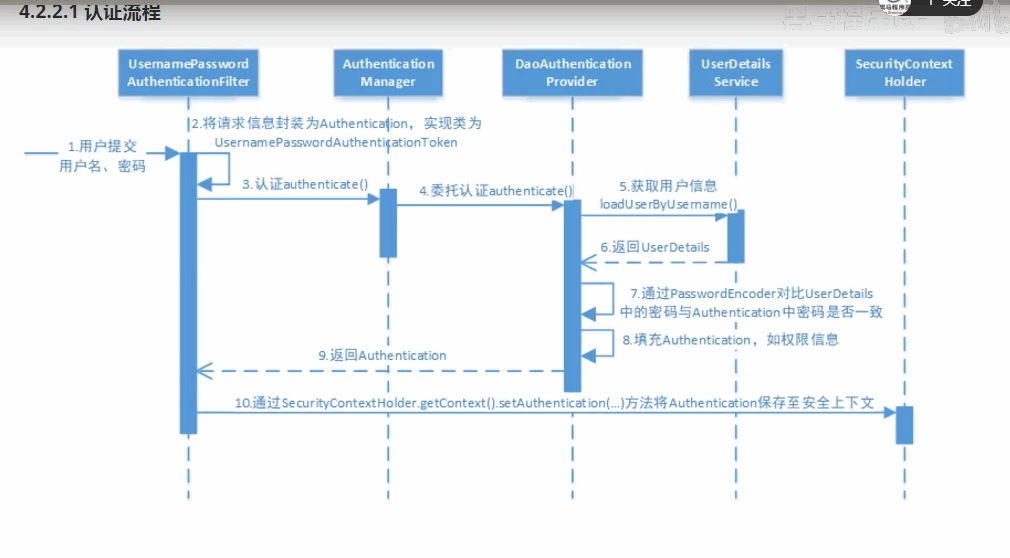 4.2.2.1 认证流程
关注
UsernamePassword
AuthenticationFilter
Authentication
Manager
DaoAuthentication
Provider
UserDetails
Service
SecurityContext
Holder
1.用户提交
用户名、密码
2.将请求信息封装为Authentication，实现类为
UsernamePasswordAuthenticationToken
3.认证authenticate()
4.委托认证authenticate()
5.获取用户信息
loadUserByUsername()
6.返回UserDetails
7.通过PasswordEncoder对比UserDetails
中的密码与Authentication中密码是否一致
8.填充Authentication，如权限信息
9.返回Authentication
10.通过SecurityContextHolder.getContext().setAuthentication(...)方法将Authentication保存至安全上下文